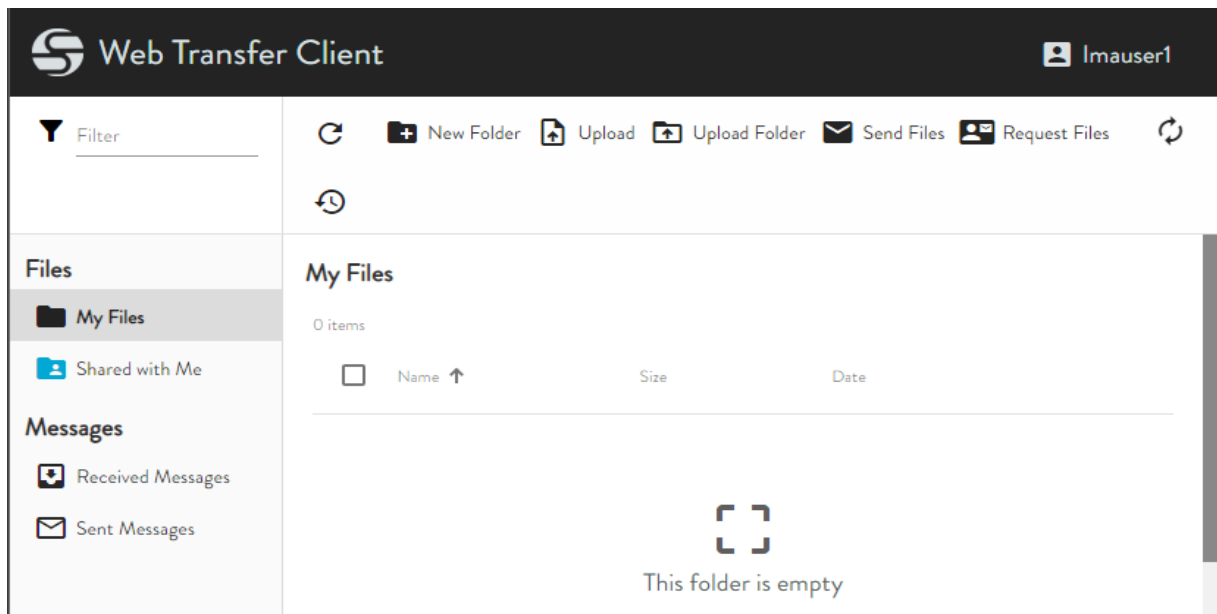 Web Transfer Client
lmauser1
Filter
New Folder Upload Upload Folder Send Files Request Files
Files
My Files
Shared with Me
Messages
Received Messages
Sent Messages
My Files
0 items
Name Size Date
This folder is empty